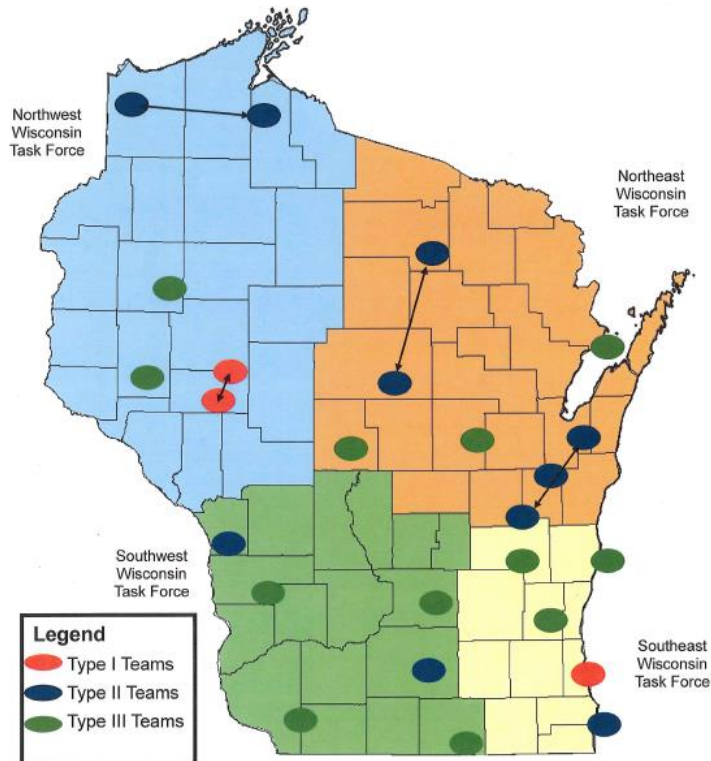 Northwest
Wisconsin
Task Force
Northeast
Wisconsin
Task Force
Southwest
Wisconsin
Task Force
Southeast
Wisconsin
Task Force
Legend
Type I Teams
Type II Teams
Type III Teams